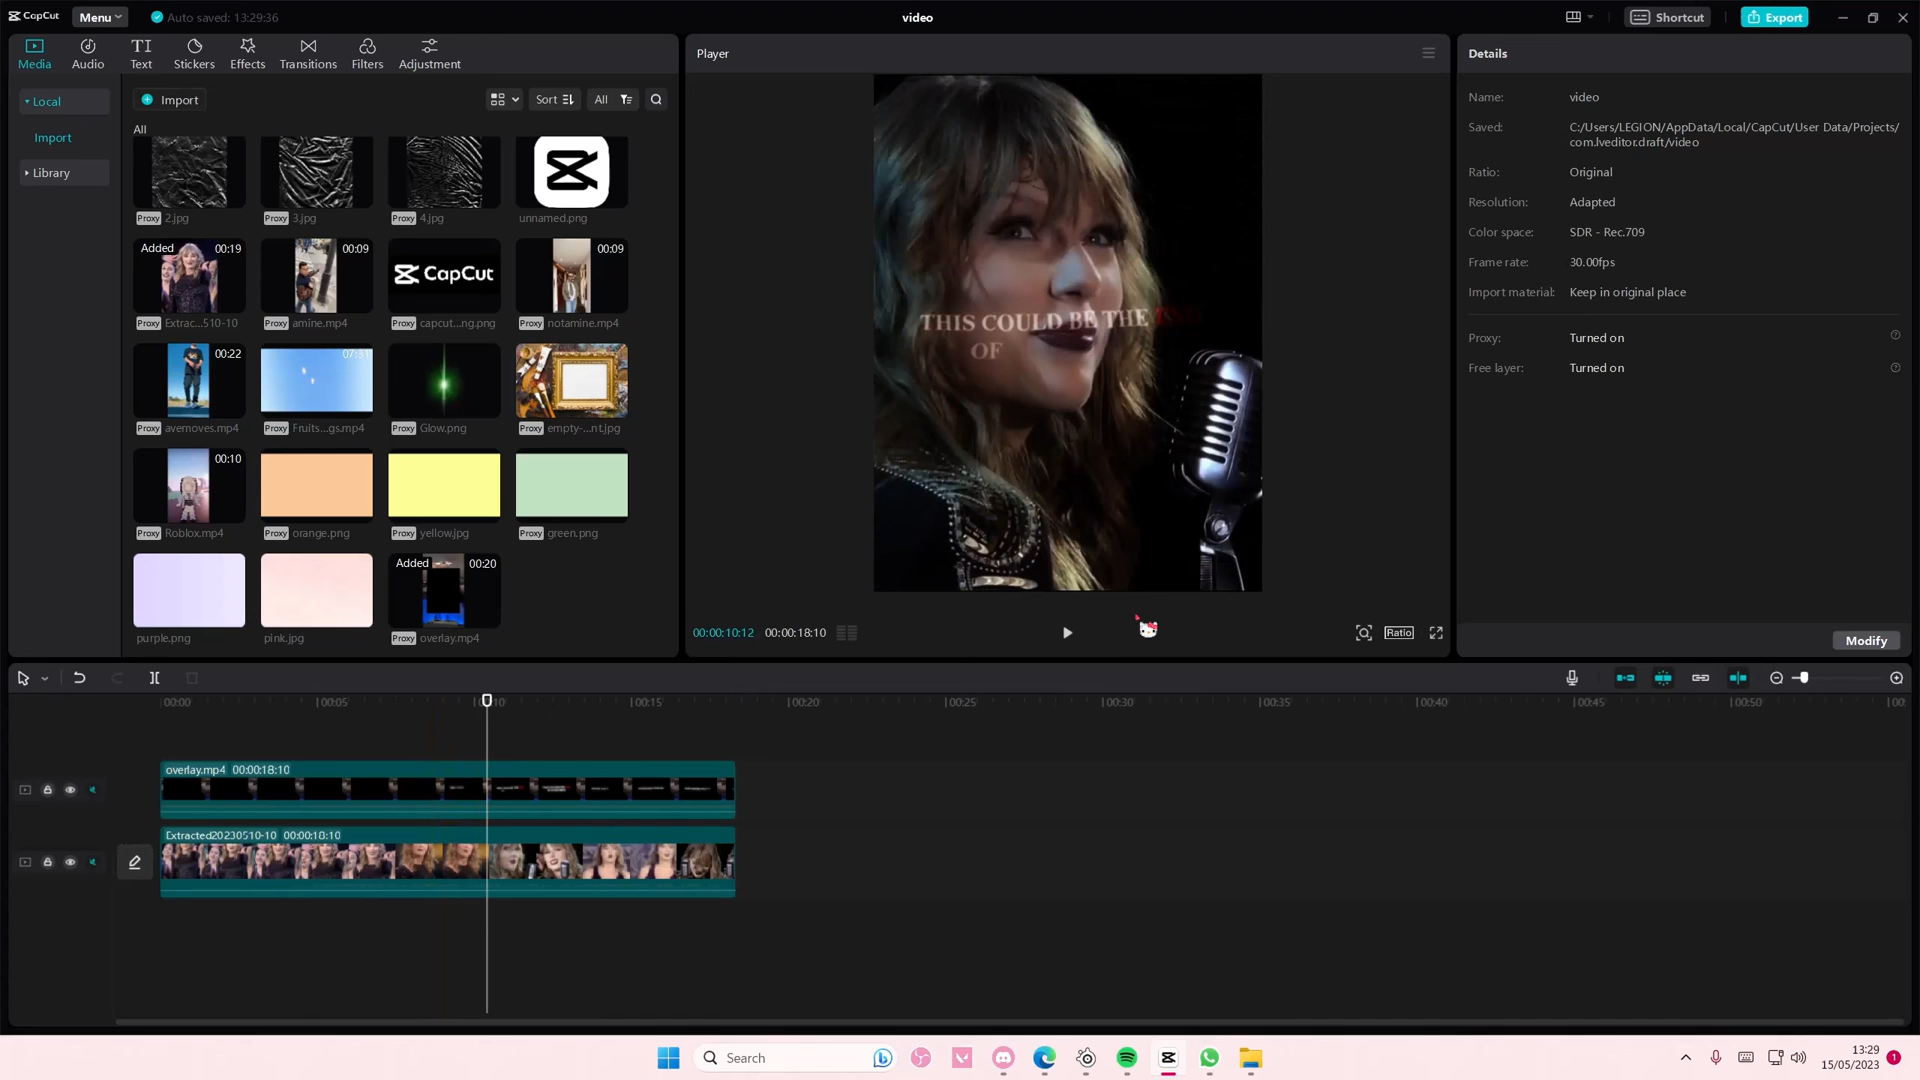 CapCut
Menu
Auto saved: 13:29:36
video
Shortcut
Export
Media
Audio
Text
Stickers
Effects
Transitions
Filters
Adjustment
Local
Import
Library
Import
Sort
All
All
Proxy 2.jpg
Proxy 3.jpg
Proxy 4.jpg
unnamed.png
Added 00:19
00:09
CapCut
00:09
Proxy Extrac...510-10
Proxy amine.mp4
Proxy capcut...ng.png
Proxy notamine.mp4
00:22
07:31
Proxy avemoves.mp4
Proxy Fruits...gs.mp4
Proxy Glow.png
Proxy empty-...nt.jpg
00:10
Proxy Roblox.mp4
Proxy orange.png
Proxy yellow.jpg
Proxy green.png
Added 00:20
purple.png
pink.jpg
Proxy overlay.mp4
Player
THIS COULD BE THE
OF
00:00:10:12 00:00:18:10
Ratio
Details
Name: video
Saved: C:/Users/LEGION/AppData/Local/CapCut/User Data/Projects/
com.lveditor.draft/video
Ratio: Original
Resolution: Adapted
Color space: SDR - Rec.709
Frame rate: 30.00fps
Import material: Keep in original place
Proxy: Turned on
Free layer: Turned on
Modify
00:00 00:05 00:10 00:15 00:20 00:25 00:30 00:35 00:40 00:45 00:50 00:
overlay.mp4 00:00:18:10
Extracted20230510-10 00:00:18:10
Search
13:29
15/05/2023
1